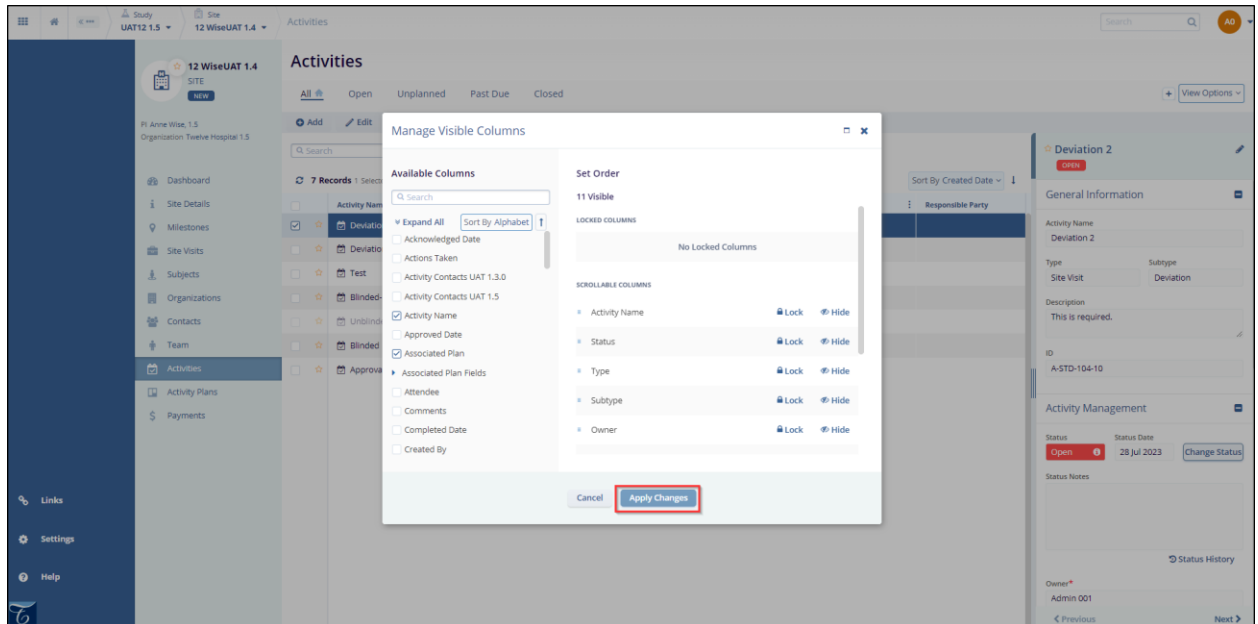 Study
UAT12 1.5
Site
12 WiseUAT 1.4
Activities
Search
AO
12 WiseUAT 1.4
SITE
NEW
PI Anne Wise, 1.5
Organization Twelve Hospital 1.5
Dashboard
Site Details
Milestones
Site Visits
Subjects
Organizations
Contacts
Team
Activities
Activity Plans
Payments
Links
Settings
Help
Activities
All Open Unplanned Past Due Closed
View Options
Add Edit
Search
7 Records 1 Selec
Sort By Created Date
Activity Nam
Responsible Party
Deviatio
Deviatio
Test
Blinded-
Unblind
Blinded
Approva
Manage Visible Columns
Available Columns
Search
Expand All Sort By Alphabet
Acknowledged Date
Actions Taken
Activity Contacts UAT 1.3.0
Activity Contacts UAT 1.5
Activity Name
Approved Date
Associated Plan
Associated Plan Fields
Attendee
Comments
Completed Date
Created By
Set Order
11 Visible
LOCKED COLUMNS
No Locked Columns
SCROLLABLE COLUMNS
Activity Name Lock Hide
Status Lock Hide
Type Lock Hide
Subtype Lock Hide
Owner Lock Hide
Cancel Apply Changes
Deviation 2
OPEN
General Information
Activity Name
Deviation 2
Type Subtype
Site Visit Deviation
Description
This is required.
ID
A-STD-104-10
Activity Management
Status Status Date
Open 28 Jul 2023 Change Status
Status Notes
Status History
Owner*
Admin 001
Previous Next